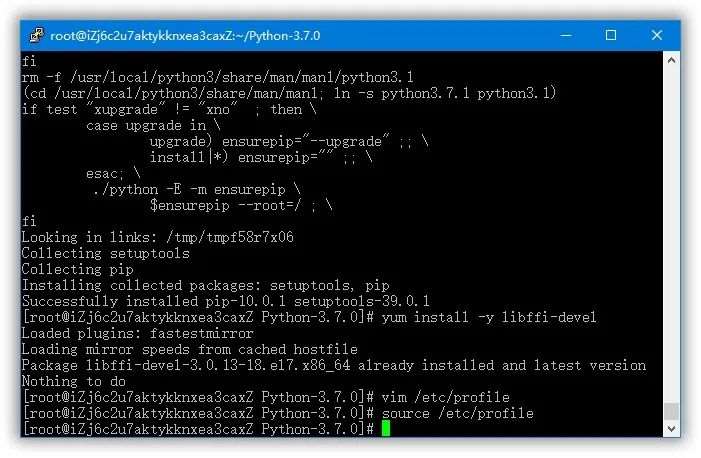 root@iZj6c2u7aktykknxea3caxZ:~/Python-3.7.0
fi
rm -f /usr/local/python3/share/man/man1/python3.1
(cd /usr/local/python3/share/man/man1; ln -s python3.7.1 python3.1)
if test "xupgrade" != "xno"  ; then \
        case upgrade in \
                upgrade) ensurepip="--upgrade" ;; \
                install|*) ensurepip="" ;; \
        esac; \
         ./python -E -m ensurepip \
                $ensurepip --root=/ ; \
fi
Looking in links: /tmp/tmpf58r7x06
Collecting setuptools
Collecting pip
Installing collected packages: setuptools, pip
Successfully installed pip-10.0.1 setuptools-39.0.1
[root@iZj6c2u7aktykknxea3caxZ Python-3.7.0]# yum install -y libffi-devel
Loaded plugins: fastestmirror
Loading mirror speeds from cached hostfile
Package libffi-devel-3.0.13-18.el7.x86_64 already installed and latest version
Nothing to do
[root@iZj6c2u7aktykknxea3caxZ Python-3.7.0]# vim /etc/profile
[root@iZj6c2u7aktykknxea3caxZ Python-3.7.0]# source /etc/profile
[root@iZj6c2u7aktykknxea3caxZ Python-3.7.0]#